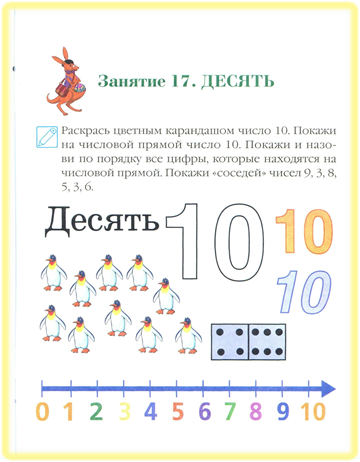 Занятие 17. ДЕСЯТЬ
Раскрась цветным карандашом число 10. Покажи
на числовой прямой число 10. Покажи и назо-
ви по порядку все цифры, которые находятся на
числовой прямой. Покажи «соседей» чисел 9, 3, 8,
5, 3, 6.
Десять 10 10
10
0 1 2 3 4 5 6 7 8 9 10